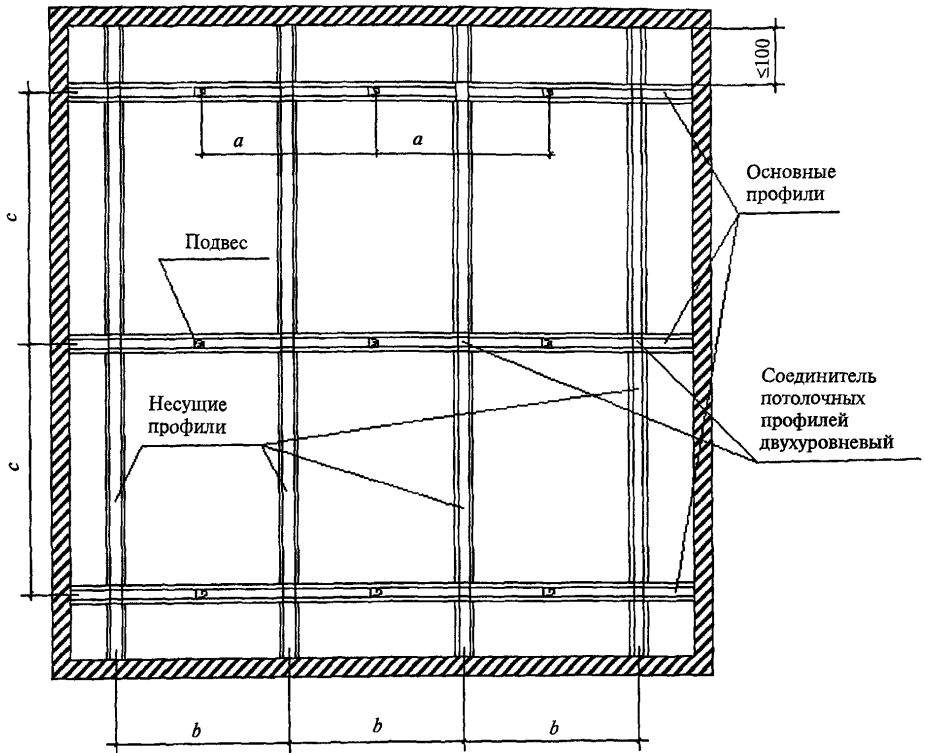 ≤100
a
a
c
Основные
профили
Подвес
Несущие
профили
Соединитель
потолочных
профилей
двухуровневый
c
b
b
b